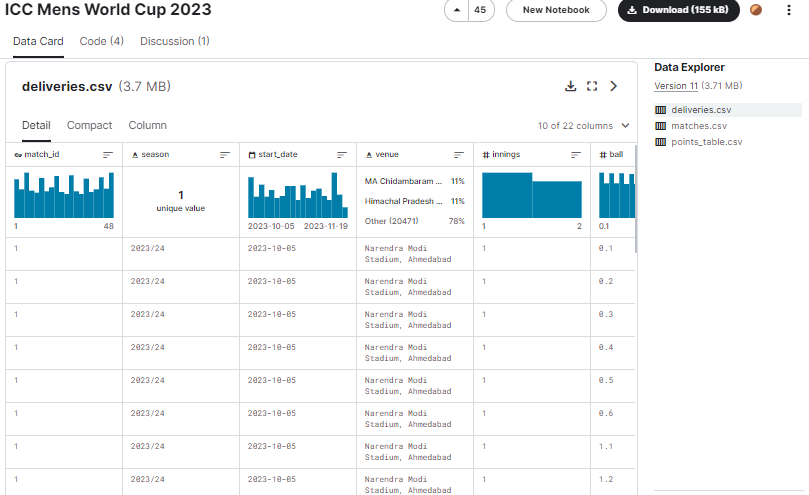 ICC Mens World Cup 2023
45
New Notebook
Download (155 kB)
Data Card
Code (4)
Discussion (1)
deliveries.csv (3.7 MB)
Detail
Compact
Column
10 of 22 columns
match_id
season
start_date
venue
innings
ball
1
48
1
unique value
2023-10-05
2023-11-19
MA Chidambaram ... 11%
Himachal Pradesh ... 11%
Other (20471) 78%
1
2
0.1
1 2023/24 2023-10-05 Narendra Modi 1 0.1
Stadium, Ahmedabad
1 2023/24 2023-10-05 Narendra Modi 1 0.2
Stadium, Ahmedabad
1 2023/24 2023-10-05 Narendra Modi 1 0.3
Stadium, Ahmedabad
1 2023/24 2023-10-05 Narendra Modi 1 0.4
Stadium, Ahmedabad
1 2023/24 2023-10-05 Narendra Modi 1 0.5
Stadium, Ahmedabad
1 2023/24 2023-10-05 Narendra Modi 1 0.6
Stadium, Ahmedabad
1 2023/24 2023-10-05 Narendra Modi 1 1.1
Stadium, Ahmedabad
1 2023/24 2023-10-05 Narendra Modi 1 1.2
Stadium, Ahmedabad
Data Explorer
Version 11 (3.71 MB)
deliveries.csv
matches.csv
points_table.csv